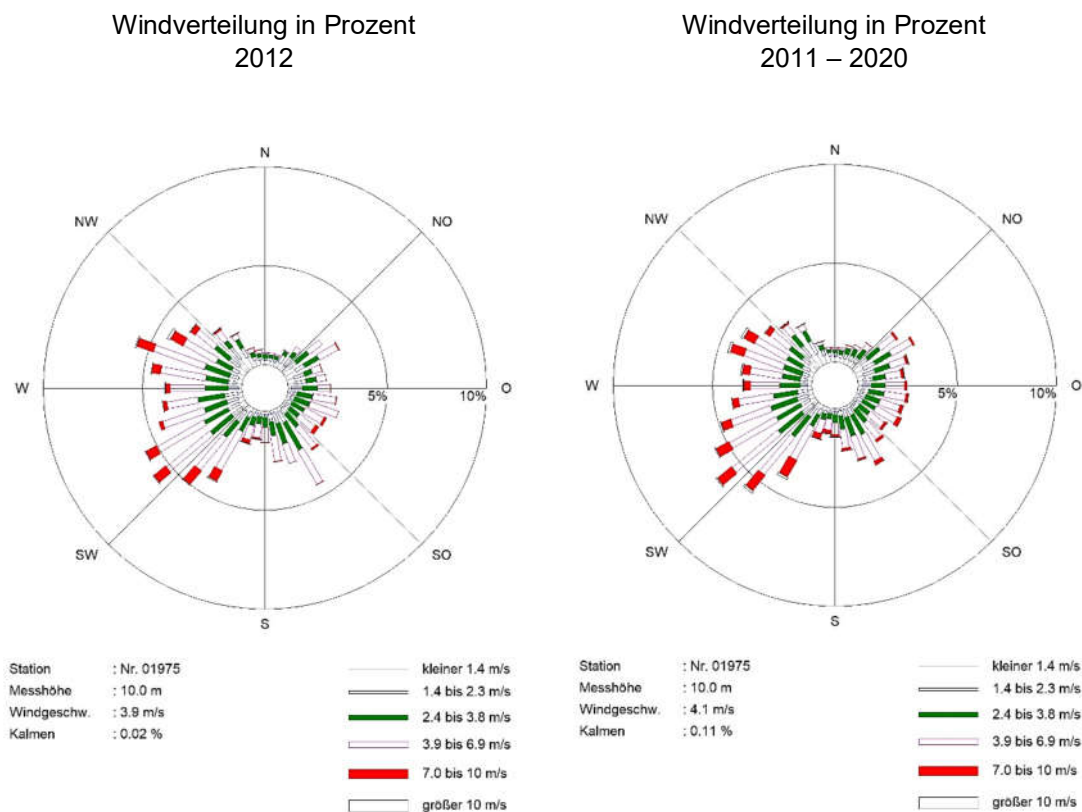 Windverteilung in Prozent
2012
N
NW
NO
W
5%
10%
O
SW
SO
S
Station : Nr. 01975
Messhöhe : 10.0 m
Windgeschw. : 3.9 m/s
Kalmen : 0.02 %
kleiner 1.4 m/s
1.4 bis 2.3 m/s
2.4 bis 3.8 m/s
3.9 bis 6.9 m/s
7.0 bis 10 m/s
größer 10 m/s
Windverteilung in Prozent
2011 – 2020
N
NW
NO
W
5%
10%
O
SW
SO
S
Station : Nr. 01975
Messhöhe : 10.0 m
Windgeschw. : 4.1 m/s
Kalmen : 0.11 %
kleiner 1.4 m/s
1.4 bis 2.3 m/s
2.4 bis 3.8 m/s
3.9 bis 6.9 m/s
7.0 bis 10 m/s
größer 10 m/s